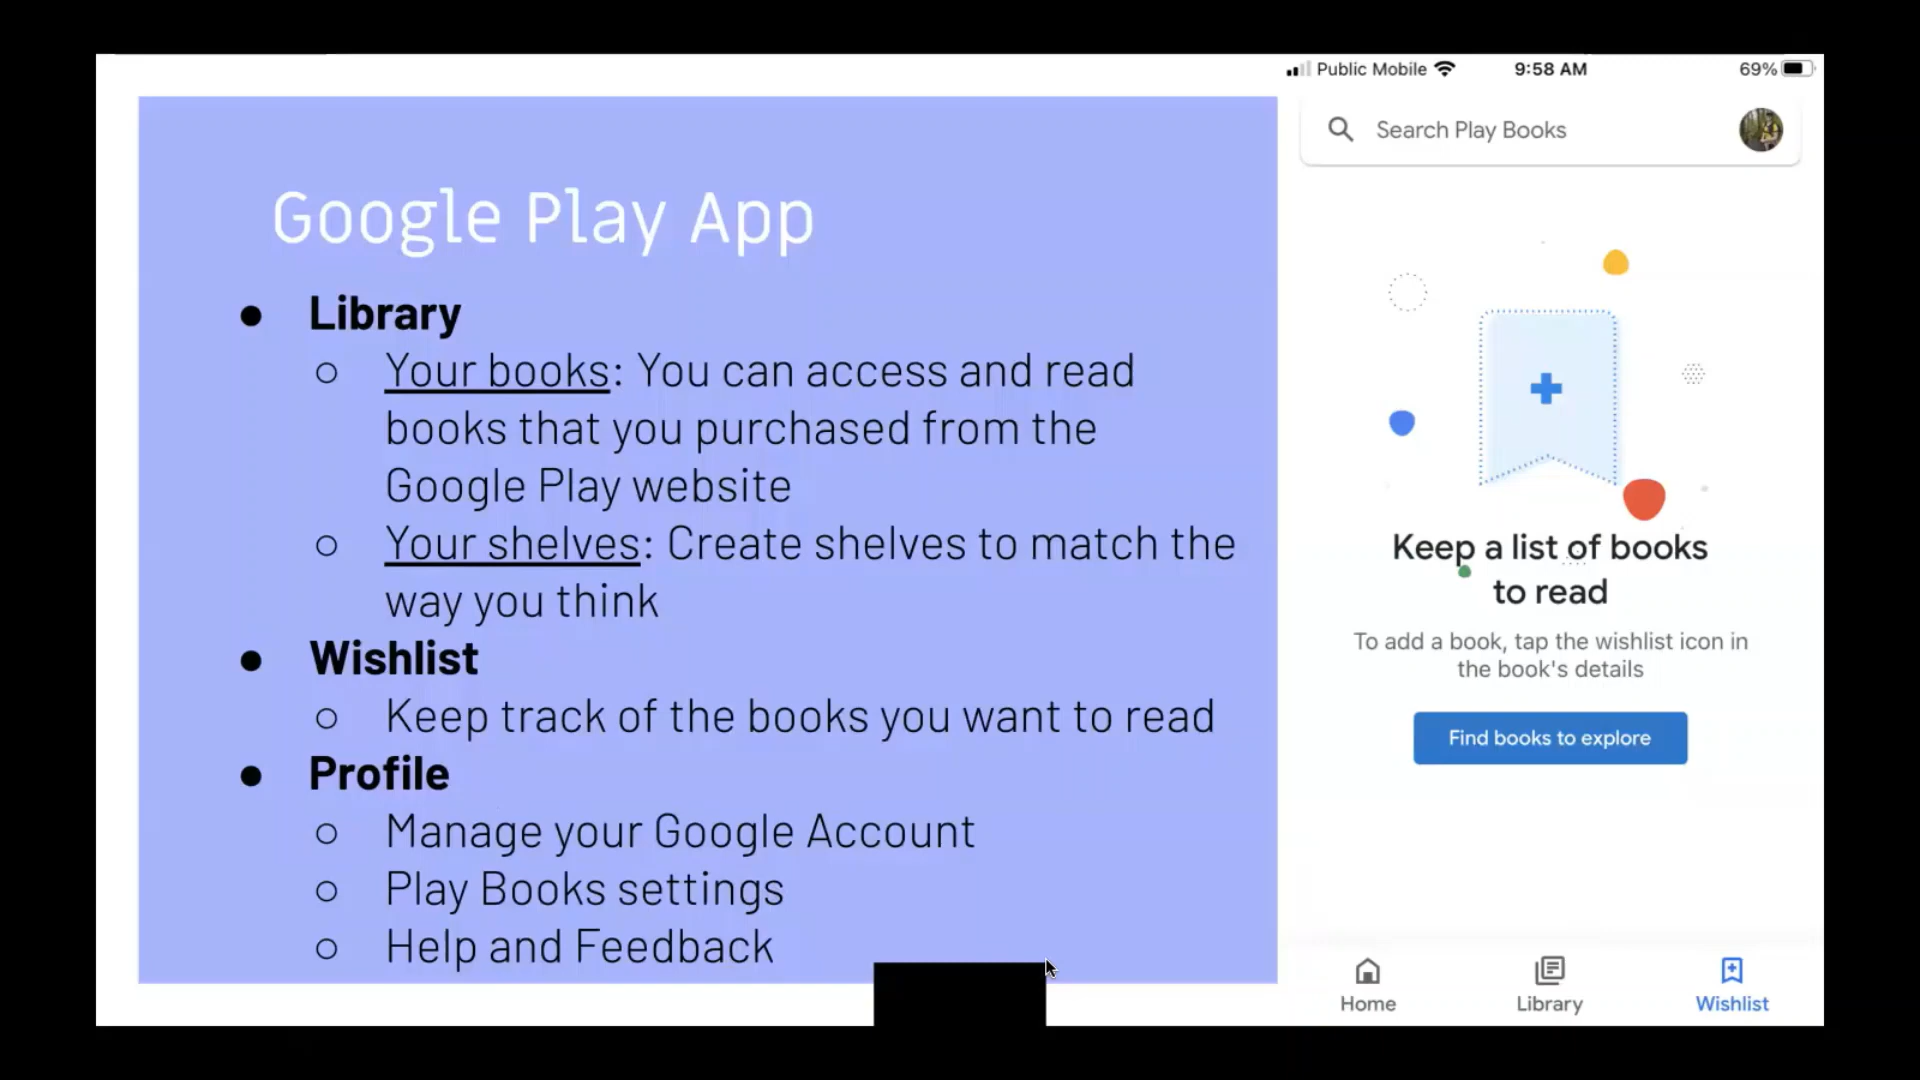 Google Play App
● Library
○ Your books: You can access and read
books that you purchased from the
Google Play website
○ Your shelves: Create shelves to match the
way you think
● Wishlist
○ Keep track of the books you want to read
● Profile
○ Manage your Google Account
○ Play Books settings
○ Help and Feedback
Public Mobile 9:58 AM 69%
Search Play Books
Keep a list of books
to read
To add a book, tap the wishlist icon in
the book's details
Find books to explore
Home Library Wishlist